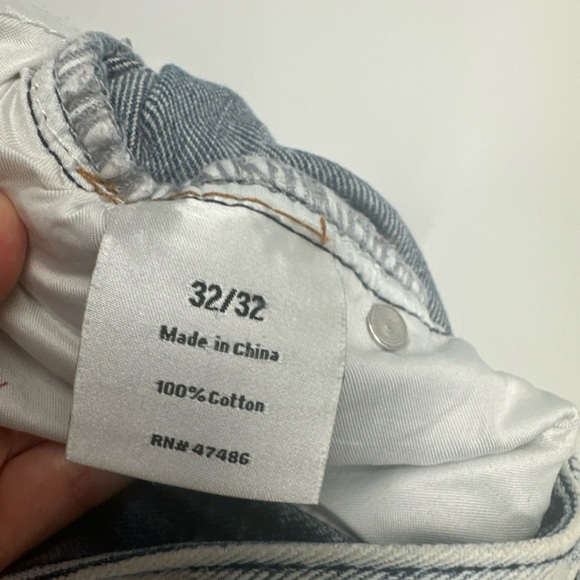 32/32
Made in China
100% Cotton
RN# 47486